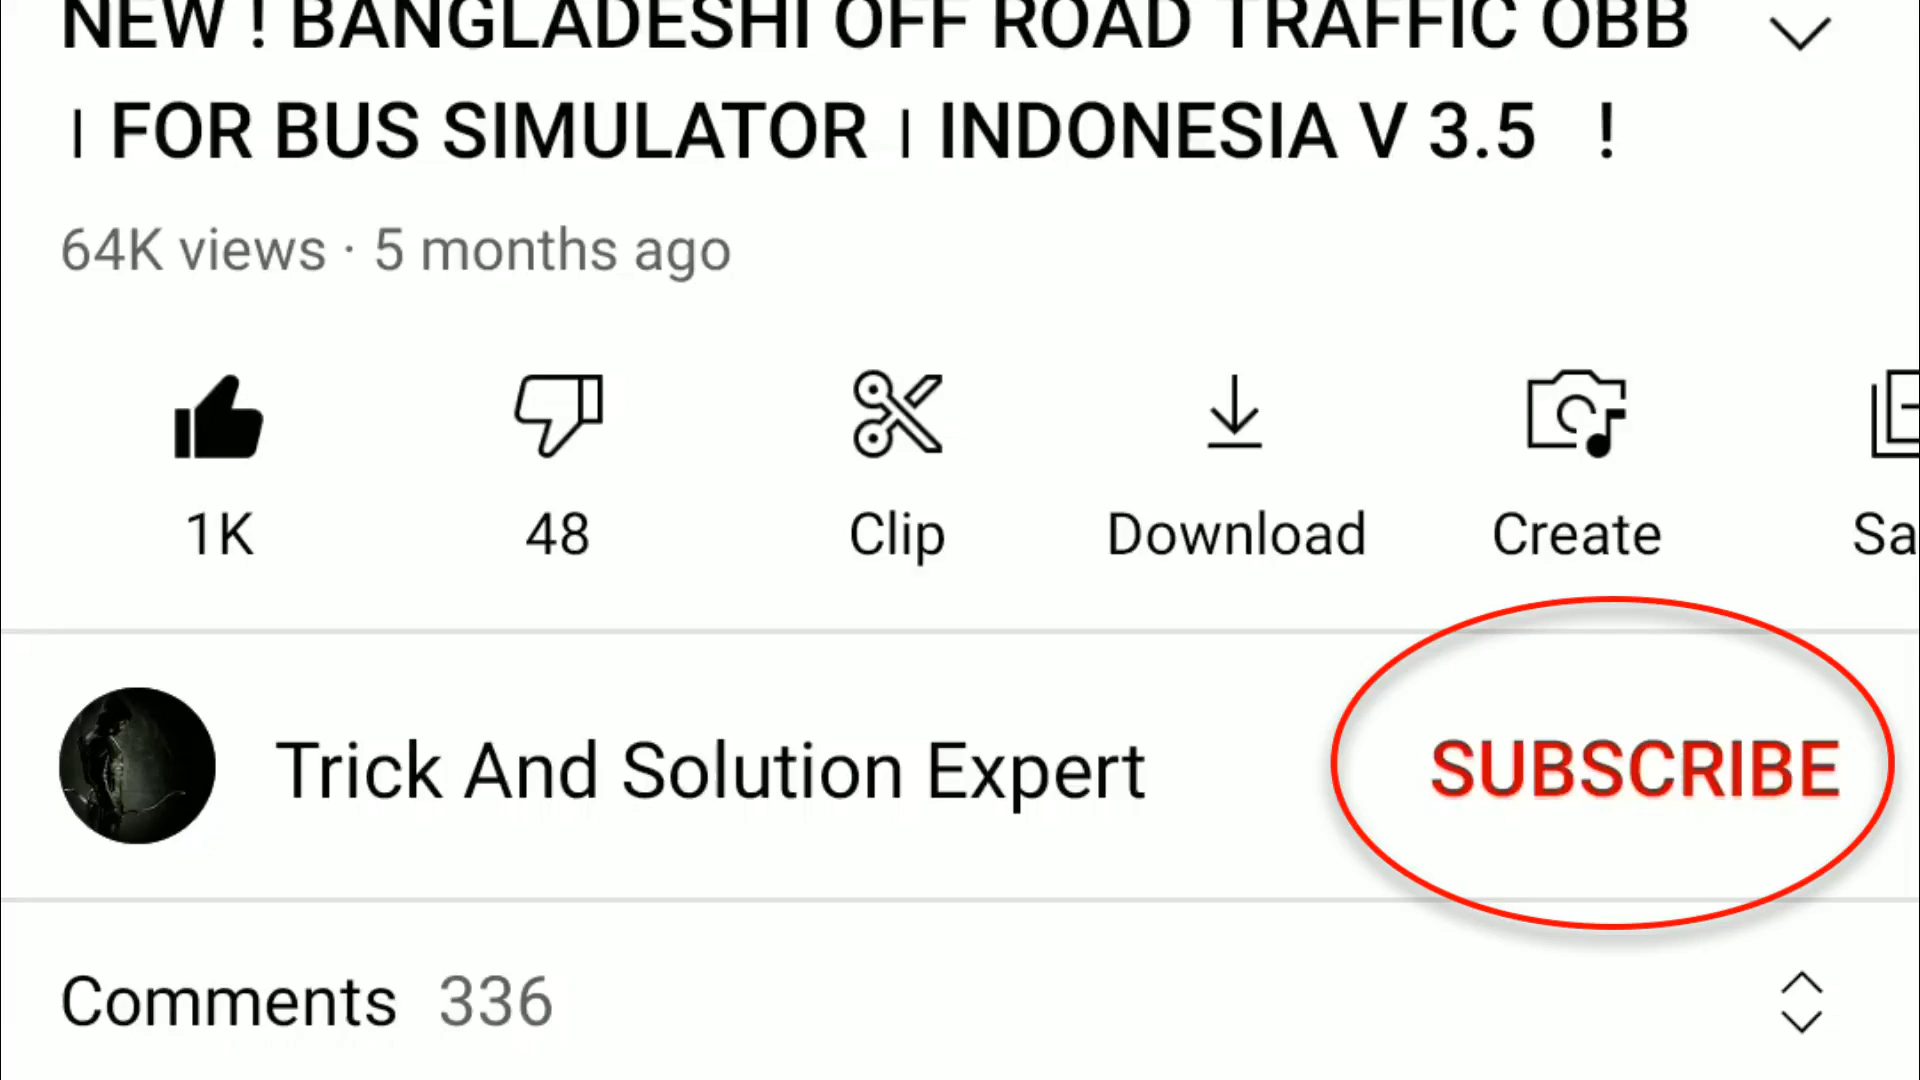 NEW ! BANGLADESHI OFF ROAD TRAFFIC OBB
। FOR BUS SIMULATOR । INDONESIA V 3.5 !
64K views · 5 months ago
1K 48 Clip Download Create Sa
Trick And Solution Expert SUBSCRIBE
Comments 336